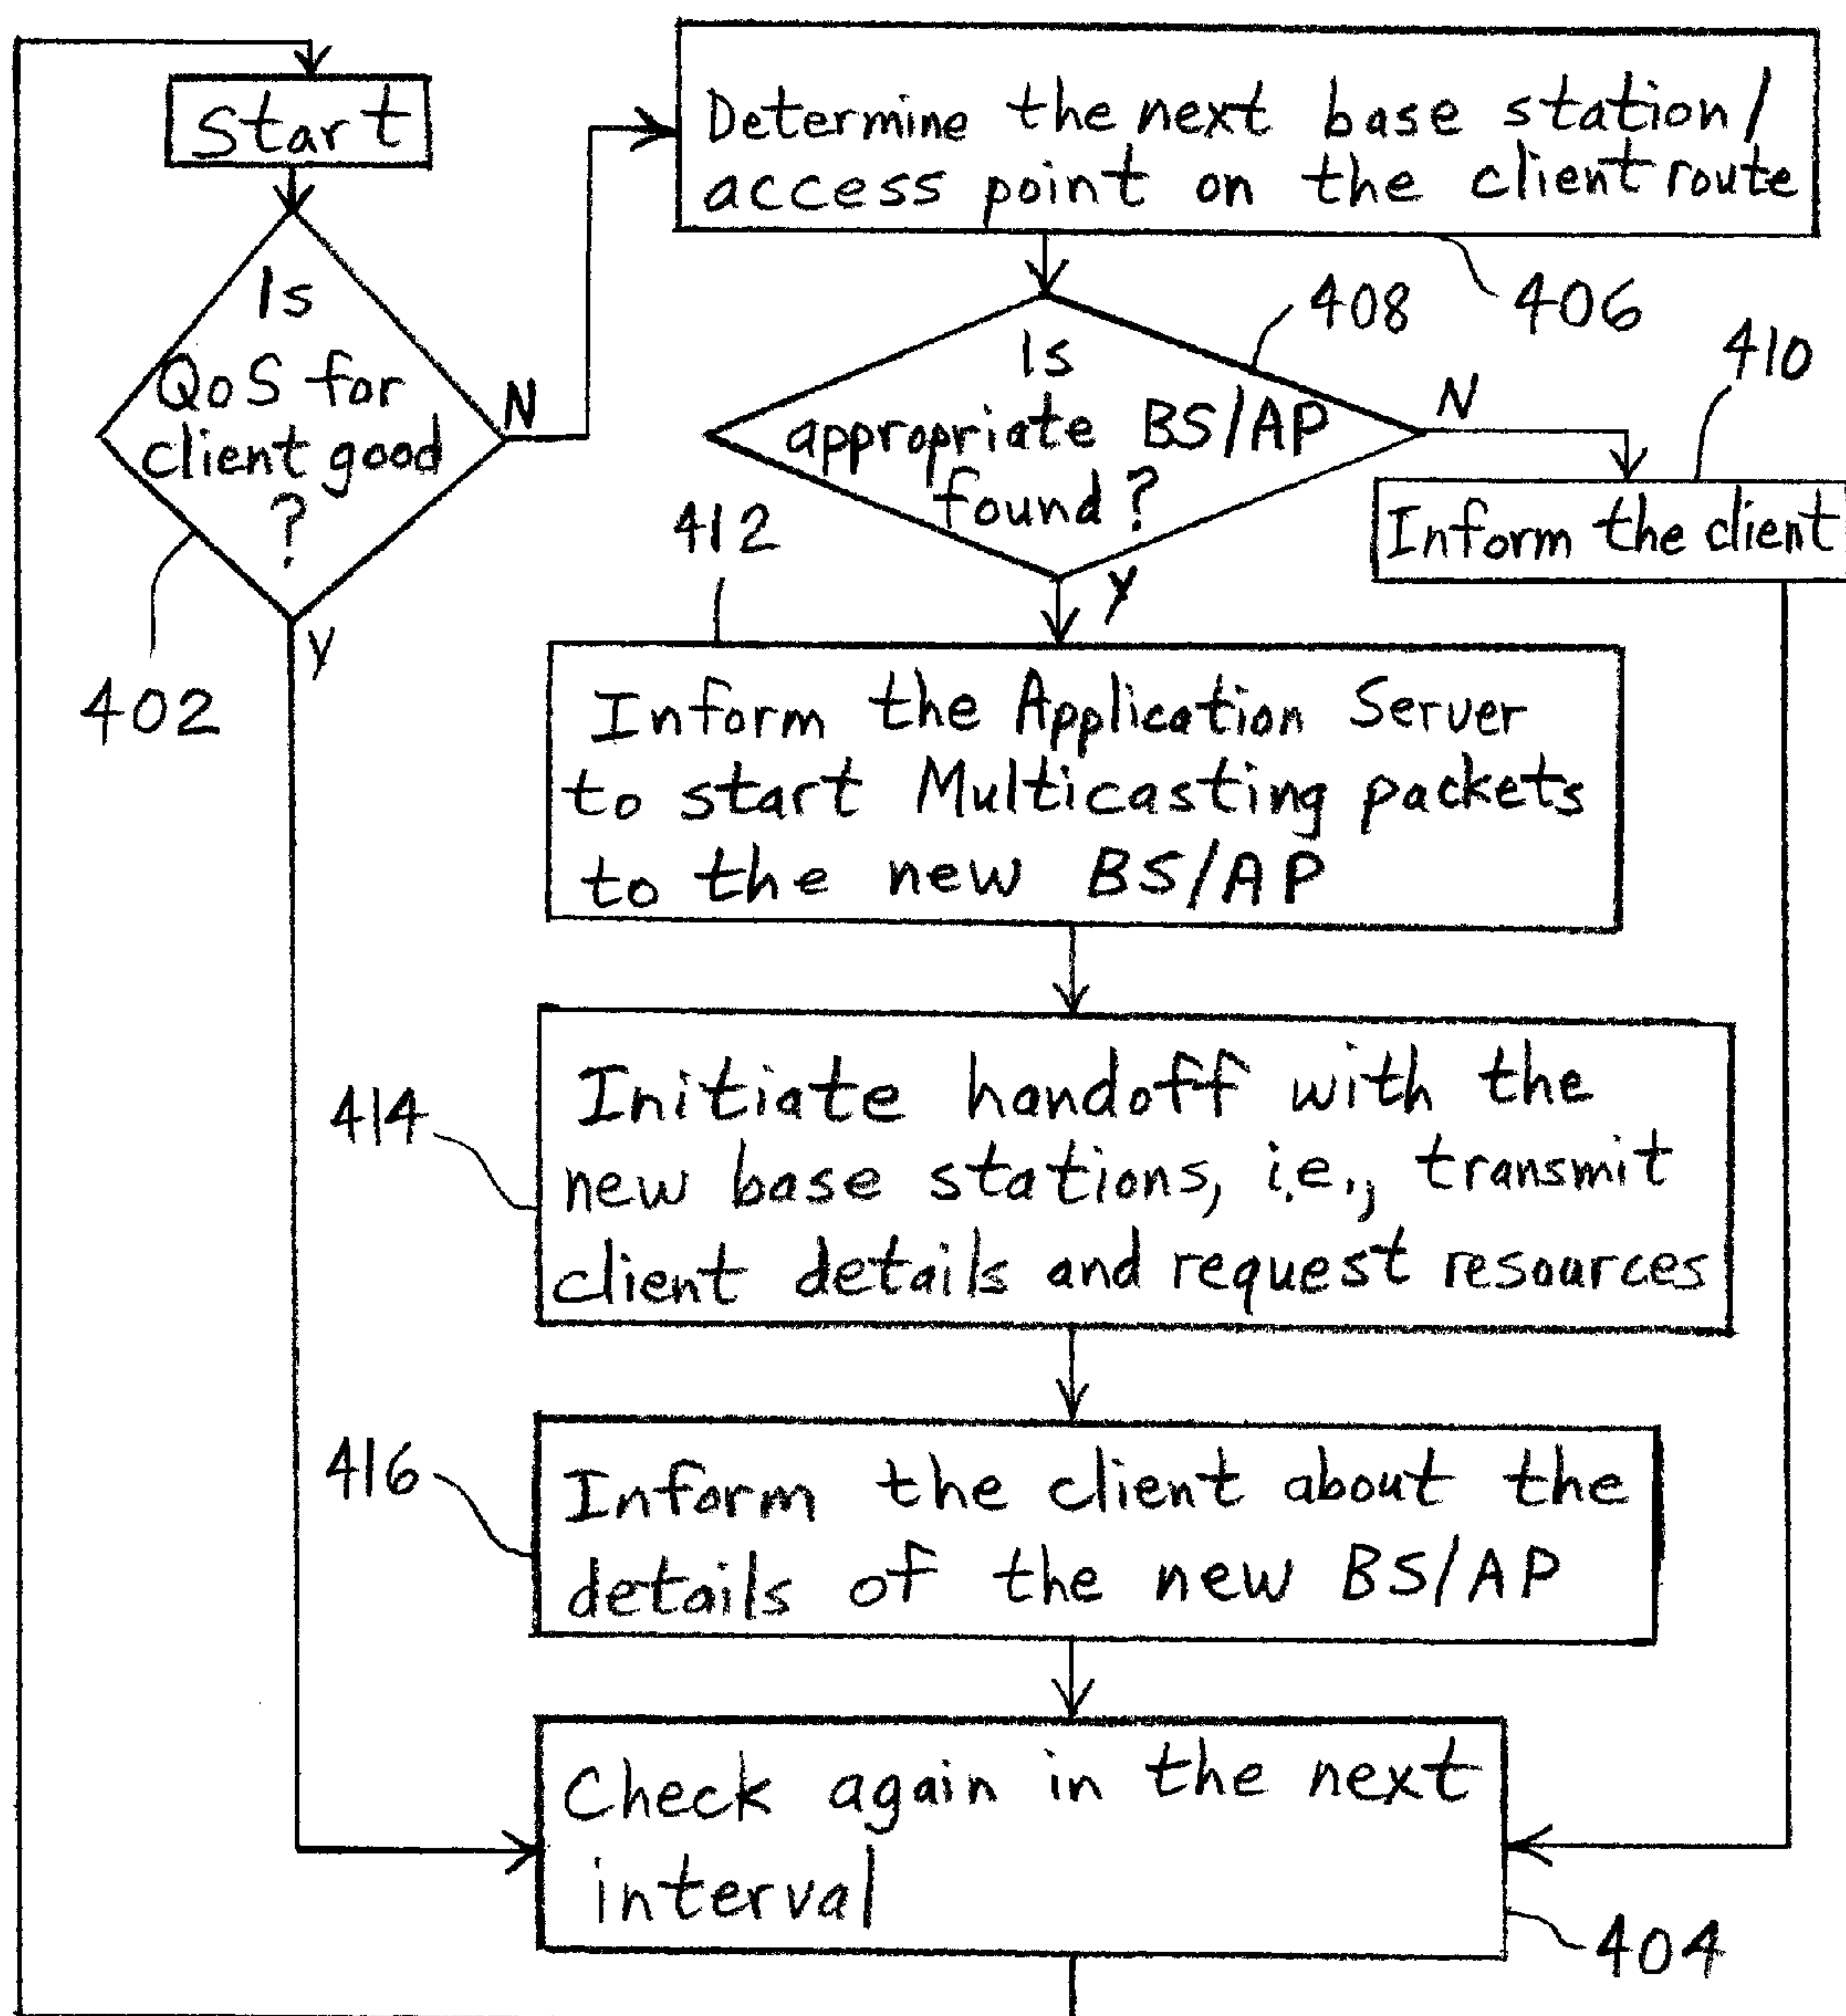 Start
Is
QoS for
client good
?
N
Y
402
Determine the next base station/
access point on the client route
406
Is
appropriate BS/AP
found?
408
N
Y
410
Inform the client
412
Inform the Application Server
to start Multicasting packets
to the new BS/AP
414
Initiate handoff with the
new base stations, i.e., transmit
client details and request resources
416
Inform the client about the
details of the new BS/AP
Check again in the next
interval
404